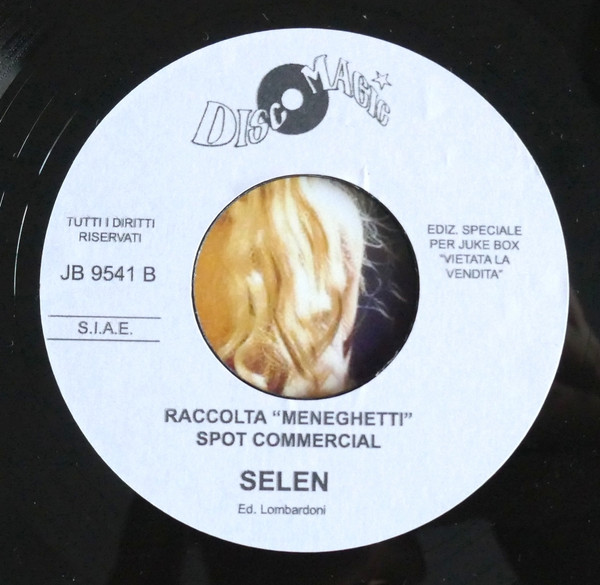 DISCOMAGIC
TUTTI I DIRITTI
RISERVATI
JB 9541 B
S.I.A.E.
EDIZ. SPECIALE
PER JUKE BOX
"VIETATA LA
VENDITA"
RACCOLTA "MENEGHETTI"
SPOT COMMERCIAL
SELEN
Ed. Lombardoni